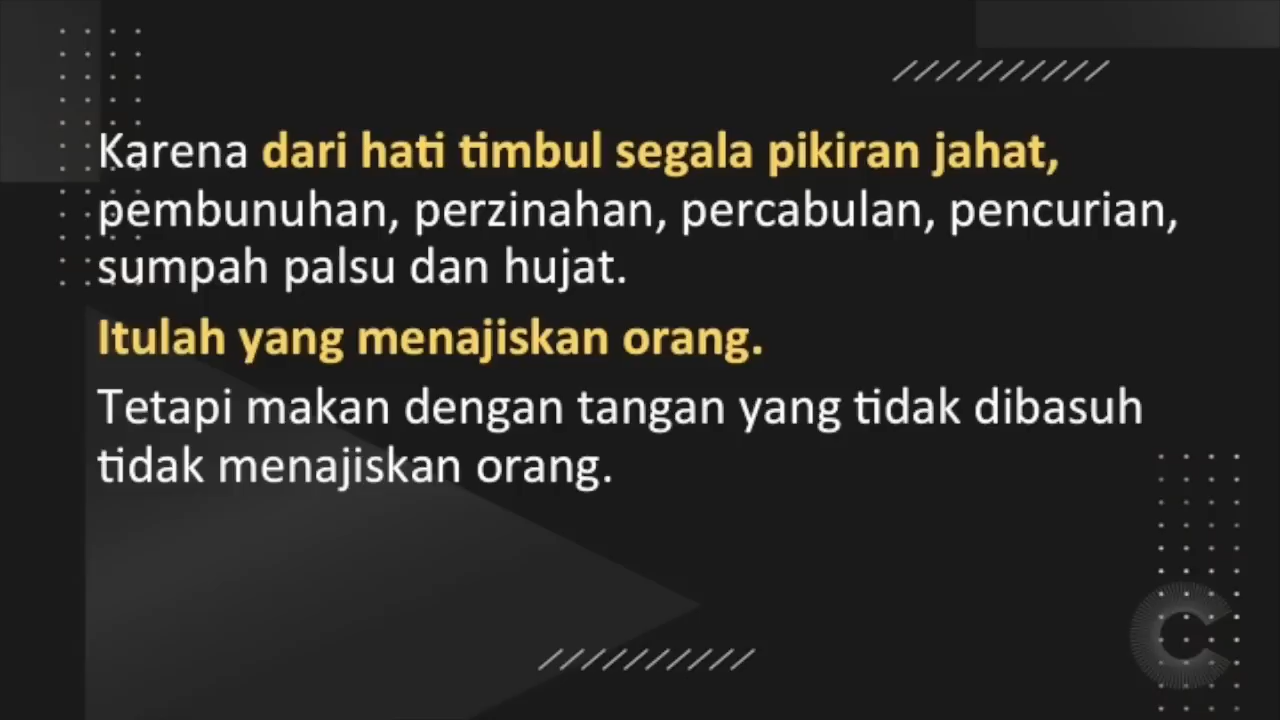 Karena dari hati timbul segala pikiran jahat,
pembunuhan, perzinahan, percabulan, pencurian,
sumpah palsu dan hujat.
Itulah yang menajiskan orang.
Tetapi makan dengan tangan yang tidak dibasuh
tidak menajiskan orang.